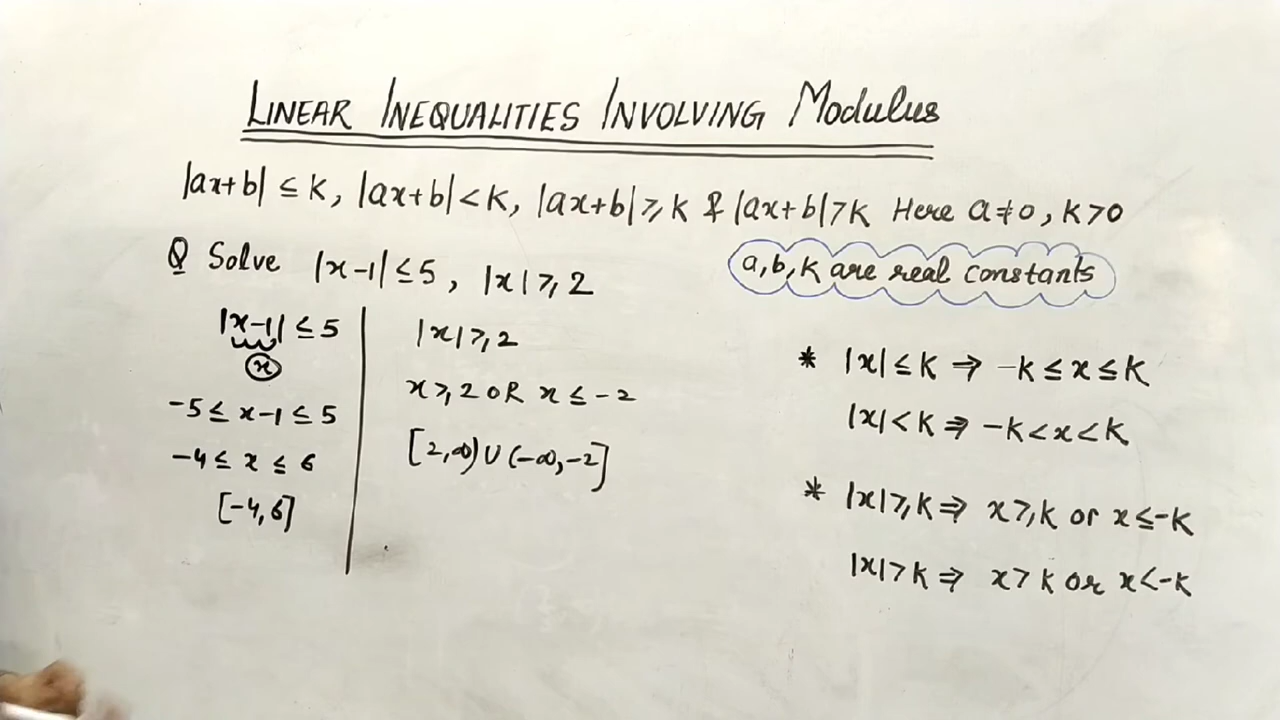 LINEAR INEQUALITIES INVOLVING Modulus
|ax+b| ≤ K, |ax+b| < K, |ax+b| ⩾ K & |ax+b| > K Here a≠0, K>0
Q Solve |x-1| ≤ 5, |x| ⩾ 2
a, b, K are real constants
|x-1| ≤ 5
x
-5 ≤ x-1 ≤ 5
-4 ≤ x ≤ 6
[-4,6]
|x| ⩾ 2
x ⩾ 2 OR x ≤ -2
[2,∞) ∪ (-∞,-2]
* |x| ≤ K ⇒ -K ≤ x ≤ K
|x| < K ⇒ -K < x < K
* |x| ⩾ K ⇒ x ⩾ K or x ≤ -K
|x| > K ⇒ x > K or x < -K